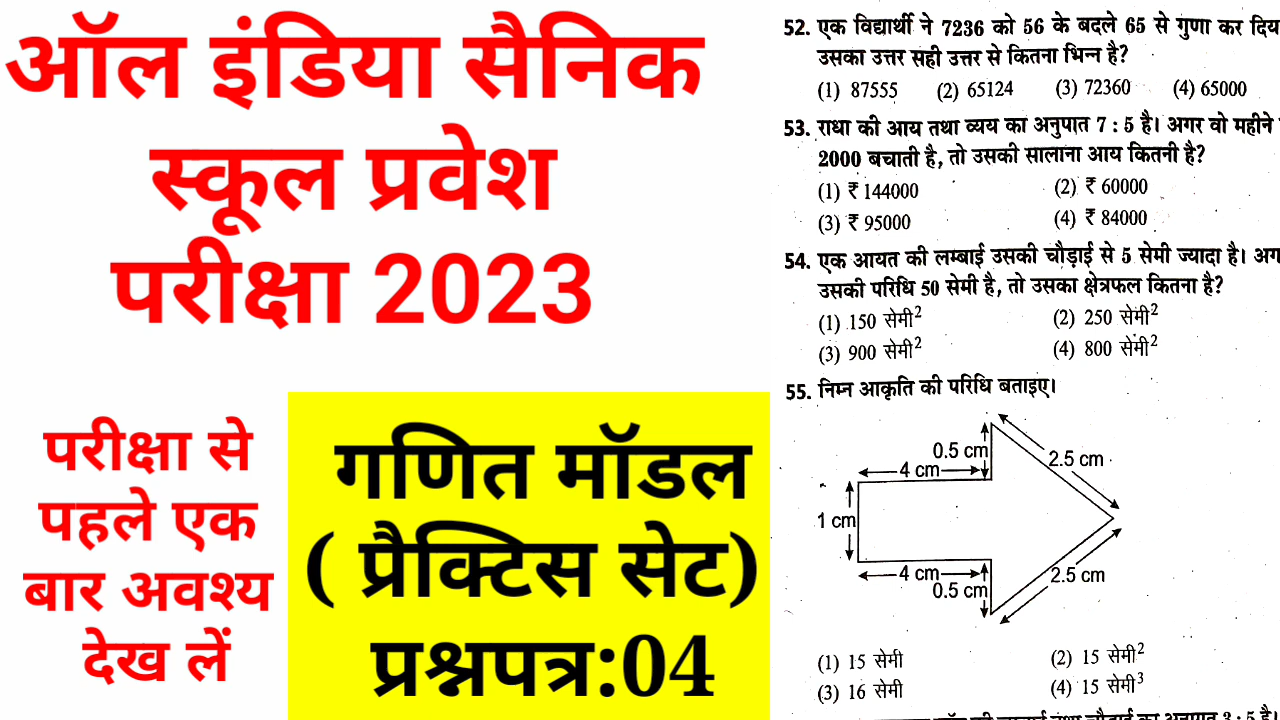 ऑल इंडिया सैनिक
स्कूल प्रवेश
परीक्षा 2023
परीक्षा से
पहले एक
बार अवश्य
देख लें
गणित मॉडल
( प्रैक्टिस सेट)
प्रश्नपत्र:04
52. एक विद्यार्थी ने 7236 को 56 के बदले 65 से गुणा कर दिय
उसका उत्तर सही उत्तर से कितना भिन्न है?
(1) 87555 (2) 65124 (3) 72360 (4) 65000
53. राधा की आय तथा व्यय का अनुपात 7 : 5 है। अगर वो महीने
2000 बचाती है, तो उसकी सालाना आय कितनी है?
(1) ₹ 144000 (2) ₹ 60000
(3) ₹ 95000 (4) ₹ 84000
54. एक आयत की लम्बाई उसकी चौड़ाई से 5 सेमी ज्यादा है। अग
उसकी परिधि 50 सेमी है, तो उसका क्षेत्रफल कितना है?
(1) 150 सेमी² (2) 250 सेमी²
(3) 900 सेमी² (4) 800 सेमी²
55. निम्न आकृति की परिधि बताइए।
0.5 cm
2.5 cm
4 cm
1 cm
4 cm
0.5 cm
2.5 cm
(1) 15 सेमी (2) 15 सेमी²
(3) 16 सेमी (4) 15 सेमी³